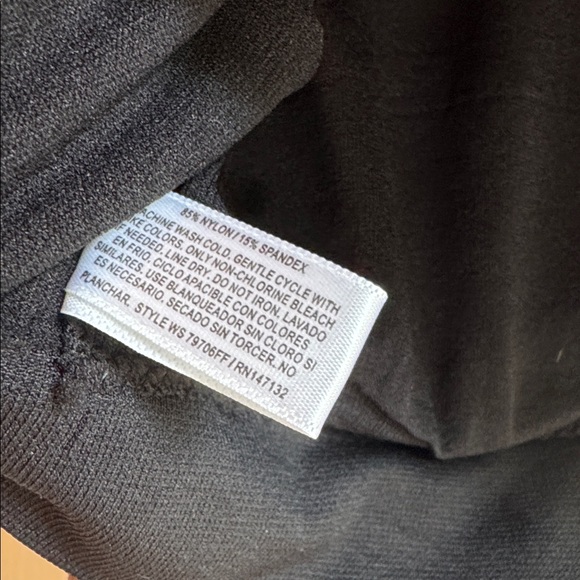 85% NYLON / 15% SPANDEX
MACHINE WASH COLD. GENTLE CYCLE WITH
LIKE COLORS. ONLY NON-CHLORINE BLEACH
IF NEEDED. LINE DRY. DO NOT IRON. LAVADO
EN FRIO. CICLO APACIBLE CON COLORES
SIMILARES. USE BLANQUEADOR SIN CLORO SI
ES NECESARIO. SECADO SIN TORCER. NO
PLANCHAR. STYLE WS 79706FF / RN147132